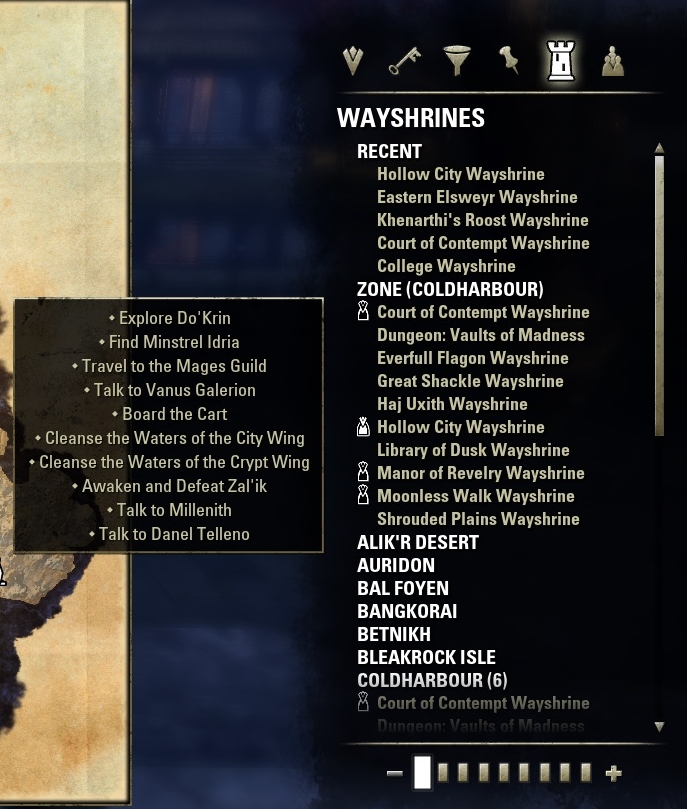 WAYSHRINES
RECENT
Hollow City Wayshrine
Eastern Elsweyr Wayshrine
Khenarthi's Roost Wayshrine
Court of Contempt Wayshrine
College Wayshrine
ZONE (COLDHARBOUR)
Court of Contempt Wayshrine
Dungeon: Vaults of Madness
Everfull Flagon Wayshrine
Great Shackle Wayshrine
Haj Uxith Wayshrine
Hollow City Wayshrine
Library of Dusk Wayshrine
Manor of Revelry Wayshrine
Moonless Walk Wayshrine
Shrouded Plains Wayshrine
ALIK'R DESERT
AURIDON
BAL FOYEN
BANGKORAI
BETNIKH
BLEAKROCK ISLE
COLDHARBOUR (6)
Court of Contempt Wayshrine
Dungeon: Vaults of Madness
• Explore Do'Krin
• Find Minstrel Idria
• Travel to the Mages Guild
• Talk to Vanus Galerion
• Board the Cart
• Cleanse the Waters of the City Wing
• Cleanse the Waters of the Crypt Wing
• Awaken and Defeat Zal'ik
• Talk to Millenith
• Talk to Danel Telleno